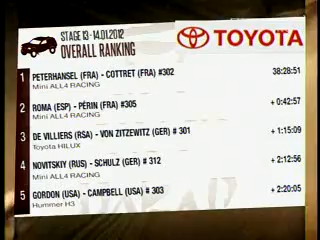 STAGE 13 - 14.01.2012
OVERALL RANKING
TOYOTA
1 PETERHANSEL (FRA) - COTTRET (FRA) #302 38:28:51
Mini ALL4 RACING
2 ROMA (ESP) - PÉRIN (FRA) #305 + 0:42:57
Mini ALL4 RACING
3 DE VILLIERS (RSA) - VON ZITZEWITZ (GER) # 301 + 1:15:09
Toyota HILUX
4 NOVITSKIY (RUS) - SCHULZ (GER) # 312 + 2:12:56
Mini ALL4 RACING
5 GORDON (USA) - CAMPBELL (USA) # 303 + 2:20:05
Hummer H3